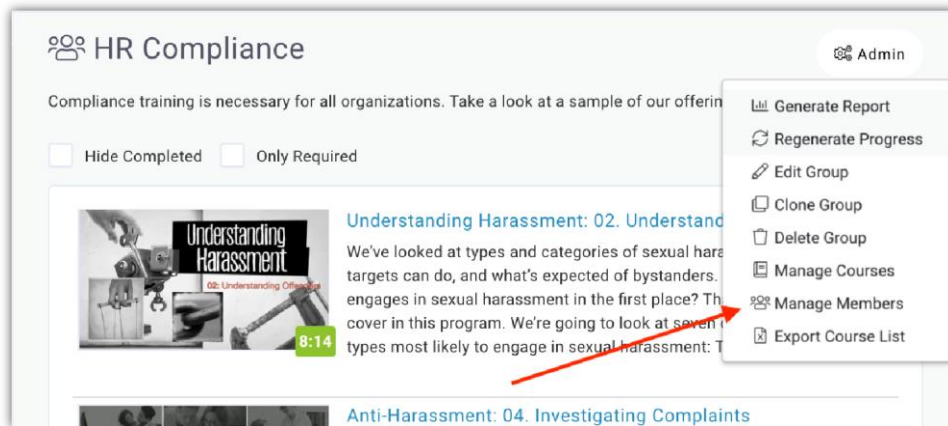 HR Compliance
Admin
Compliance training is necessary for all organizations. Take a look at a sample of our offerin
Generate Report
Regenerate Progress
Edit Group
Clone Group
Delete Group
Manage Courses
Manage Members
Export Course List
Hide Completed
Only Required
Understanding
Harassment
02: Understanding
8:14
Understanding Harassment: 02. Understand
We've looked at types and categories of sexual hara
targets can do, and what's expected of bystanders.
engages in sexual harassment in the first place? Th
cover in this program. We're going to look at seven
types most likely to engage in sexual harassment: T
Anti-Harassment: 04. Investigating Complaints